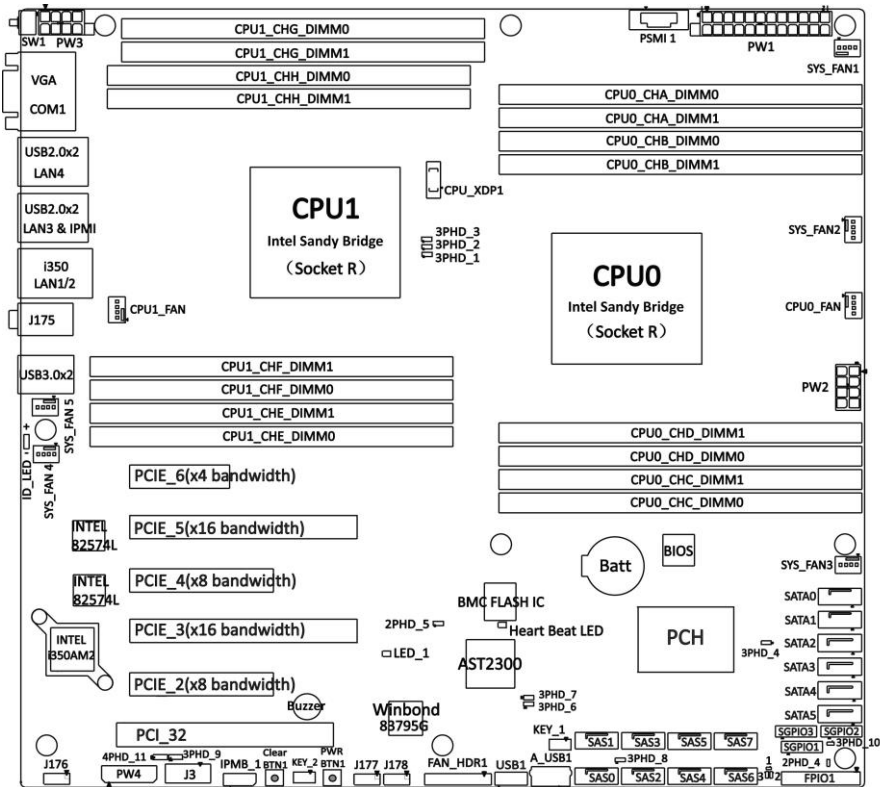 SW1 PW3
CPU1_CHG_DIMM0
CPU1_CHG_DIMM1
CPU1_CHH_DIMM0
CPU1_CHH_DIMM1
PSMI 1
PW1
SYS_FAN1
VGA
COM1
CPU0_CHA_DIMM0
CPU0_CHA_DIMM1
CPU0_CHB_DIMM0
CPU0_CHB_DIMM1
USB2.0x2
LAN4
USB2.0x2
LAN3 & IPMI
i350
LAN1/2
J175
USB3.0x2
CPU1_FAN
CPU1
Intel Sandy Bridge
（Socket R）
CPU_XDP1
3PHD_3
3PHD_2
3PHD_1
CPU0
Intel Sandy Bridge
（Socket R）
SYS_FAN2
CPU0_FAN
PW2
CPU1_CHF_DIMM1
CPU1_CHF_DIMM0
CPU1_CHE_DIMM1
CPU1_CHE_DIMM0
CPU0_CHD_DIMM1
CPU0_CHD_DIMM0
CPU0_CHC_DIMM1
CPU0_CHC_DIMM0
SYS_FAN 5
ID_LED - +
SYS_FAN 4
PCIE_6(x4 bandwidth)
PCIE_5(x16 bandwidth)
PCIE_4(x8 bandwidth)
PCIE_3(x16 bandwidth)
PCIE_2(x8 bandwidth)
PCI_32
INTEL
82574L
INTEL
82574L
INTEL
i350AM2
Buzzer
2PHD_5
LED_1
Winbond
83795G
BMC FLASH IC
Heart Beat LED
AST2300
Batt
BIOS
PCH
SYS_FAN3
SATA0
SATA1
SATA2
SATA3
SATA4
SATA5
3PHD_4
3PHD_7
3PHD_6
SGPIO3
SGPIO2
SGPIO1
3PHD_10
2PHD_4
KEY_1
SAS1
SAS3
SAS5
SAS7
3PHD_8
4PHD_11
3PHD_9
J176
PW4
J3
IPMB_1
Clear
BTN1
KEY_2
PWR
BTN1
J177
J178
FAN_HDR1
USB1
A_USB1
SAS0
SAS2
SAS4
SAS6
FPIO1